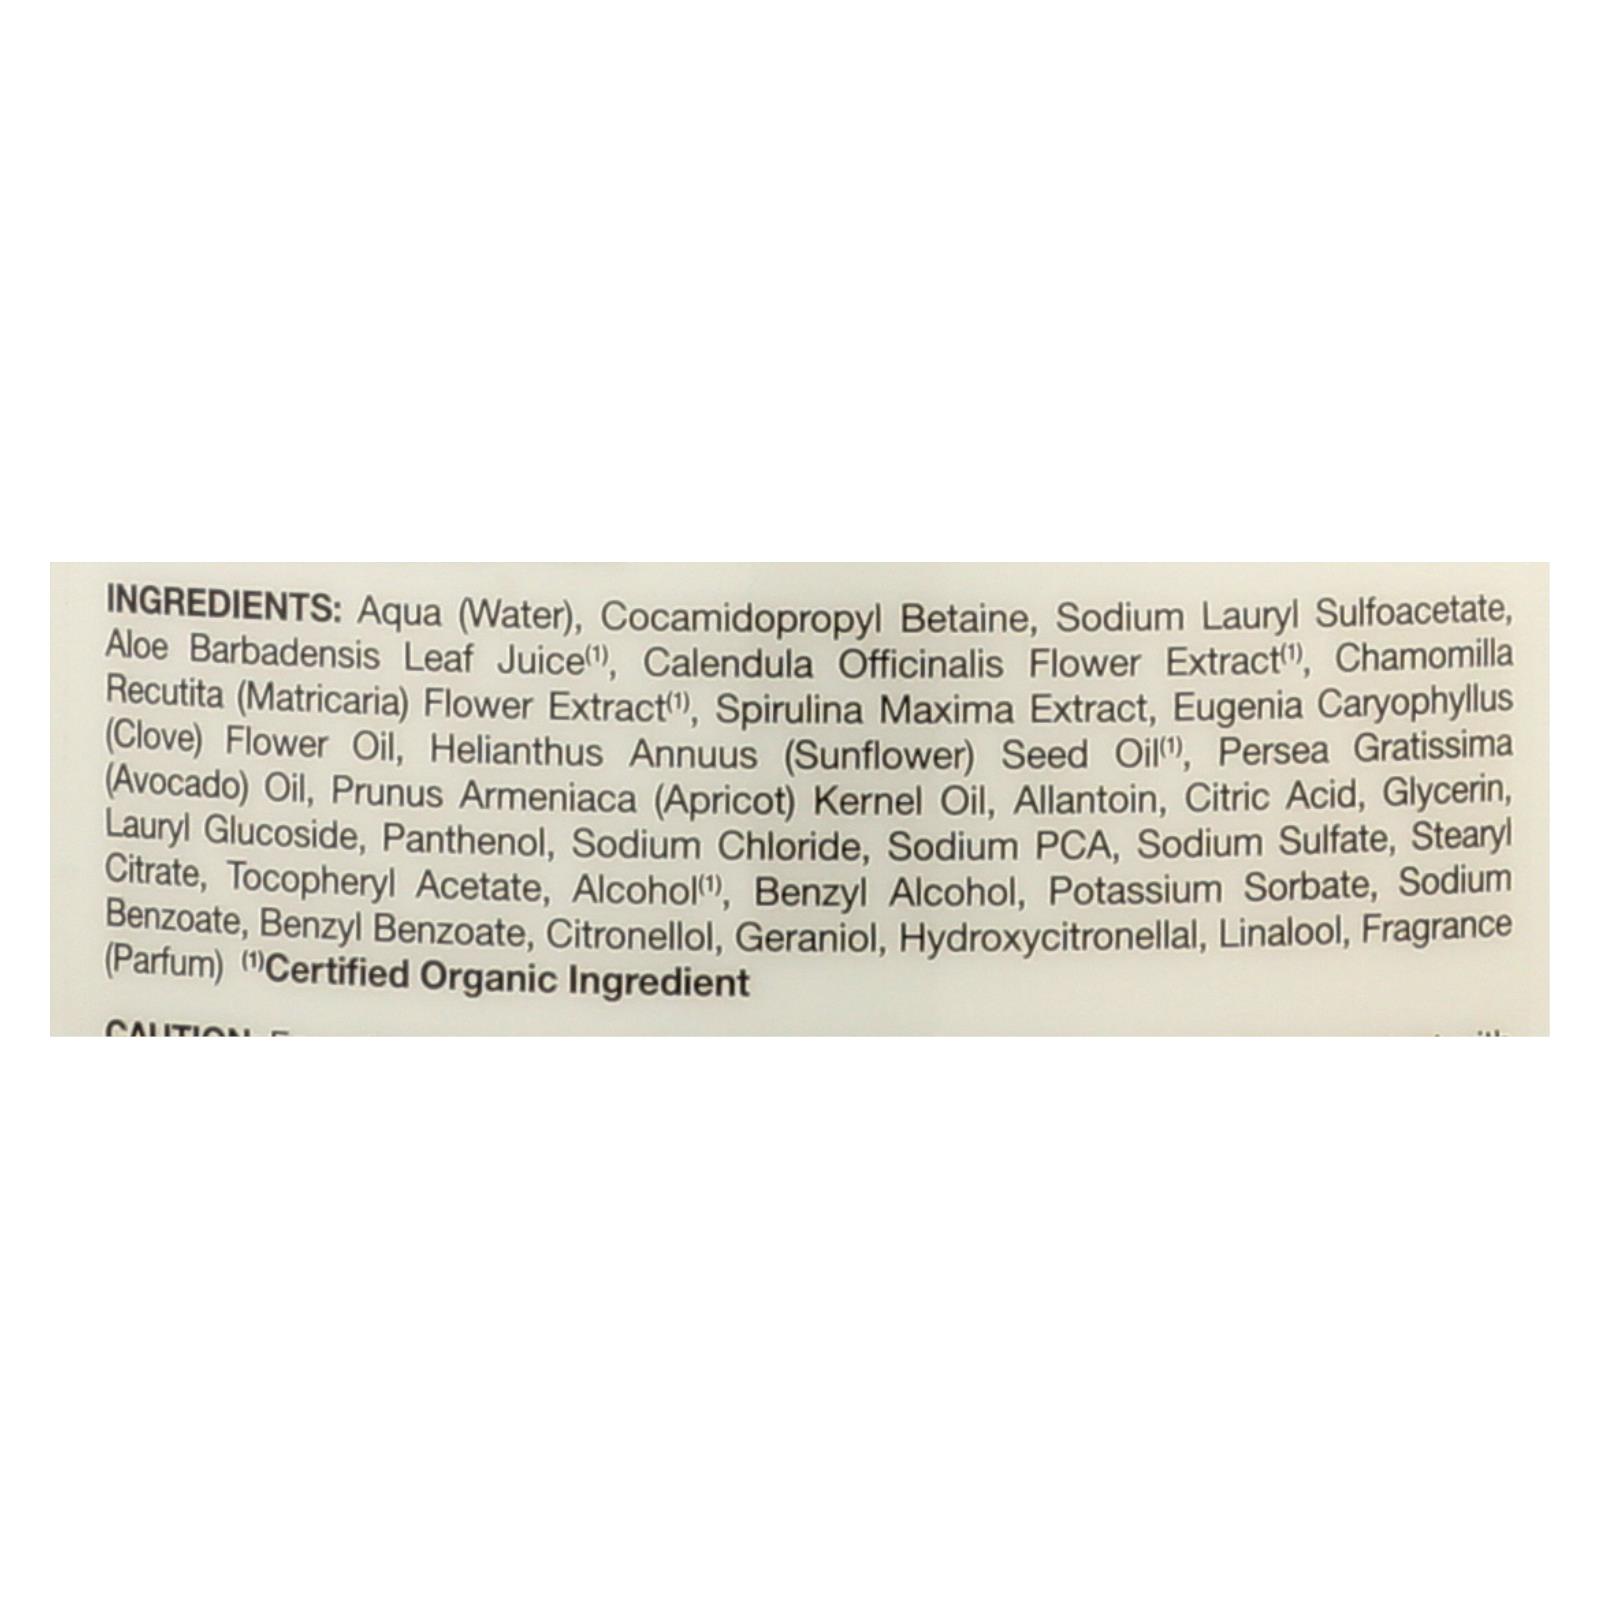 INGREDIENTS: Aqua (Water), Cocamidopropyl Betaine, Sodium Lauryl Sulfoacetate,
Aloe Barbadensis Leaf Juice⁽¹⁾, Calendula Officinalis Flower Extract⁽¹⁾, Chamomilla
Recutita (Matricaria) Flower Extract⁽¹⁾, Spirulina Maxima Extract, Eugenia Caryophyllus
(Clove) Flower Oil, Helianthus Annuus (Sunflower) Seed Oil⁽¹⁾, Persea Gratissima
(Avocado) Oil, Prunus Armeniaca (Apricot) Kernel Oil, Allantoin, Citric Acid, Glycerin,
Lauryl Glucoside, Panthenol, Sodium Chloride, Sodium PCA, Sodium Sulfate, Stearyl
Citrate, Tocopheryl Acetate, Alcohol⁽¹⁾, Benzyl Alcohol, Potassium Sorbate, Sodium
Benzoate, Benzyl Benzoate, Citronellol, Geraniol, Hydroxycitronellal, Linalool, Fragrance
(Parfum) ⁽¹⁾Certified Organic Ingredient
CAUTION